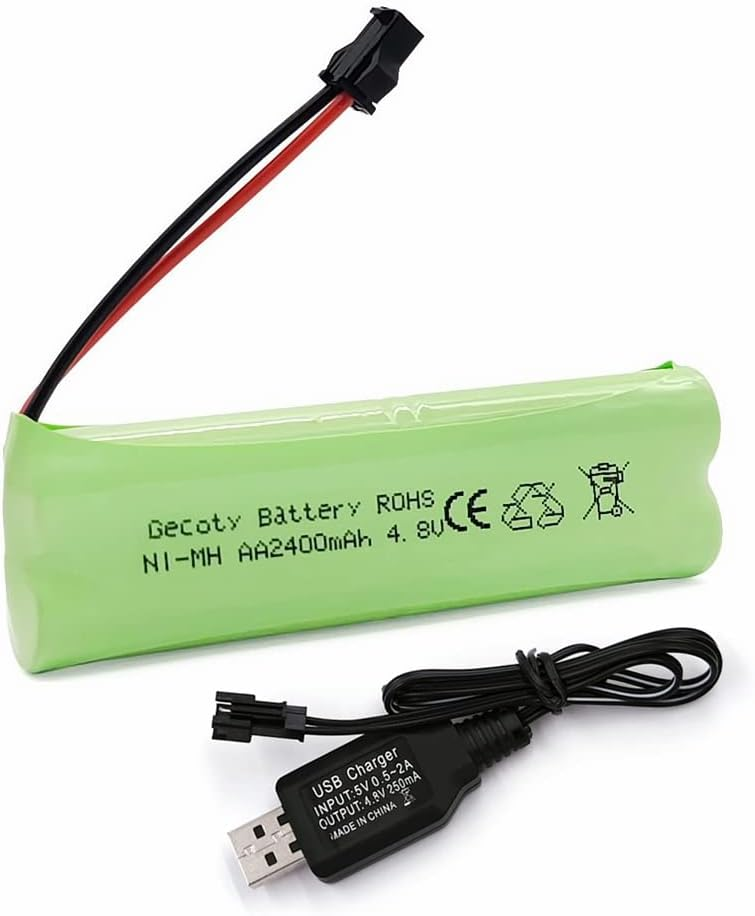 Gecoty Battery ROHS
NI-MH AA2400mAh 4.8V
CE
USB Charger
INPUT:5V 0.5-2A
OUTPUT:4.8V 250mA
MADE IN CHINA